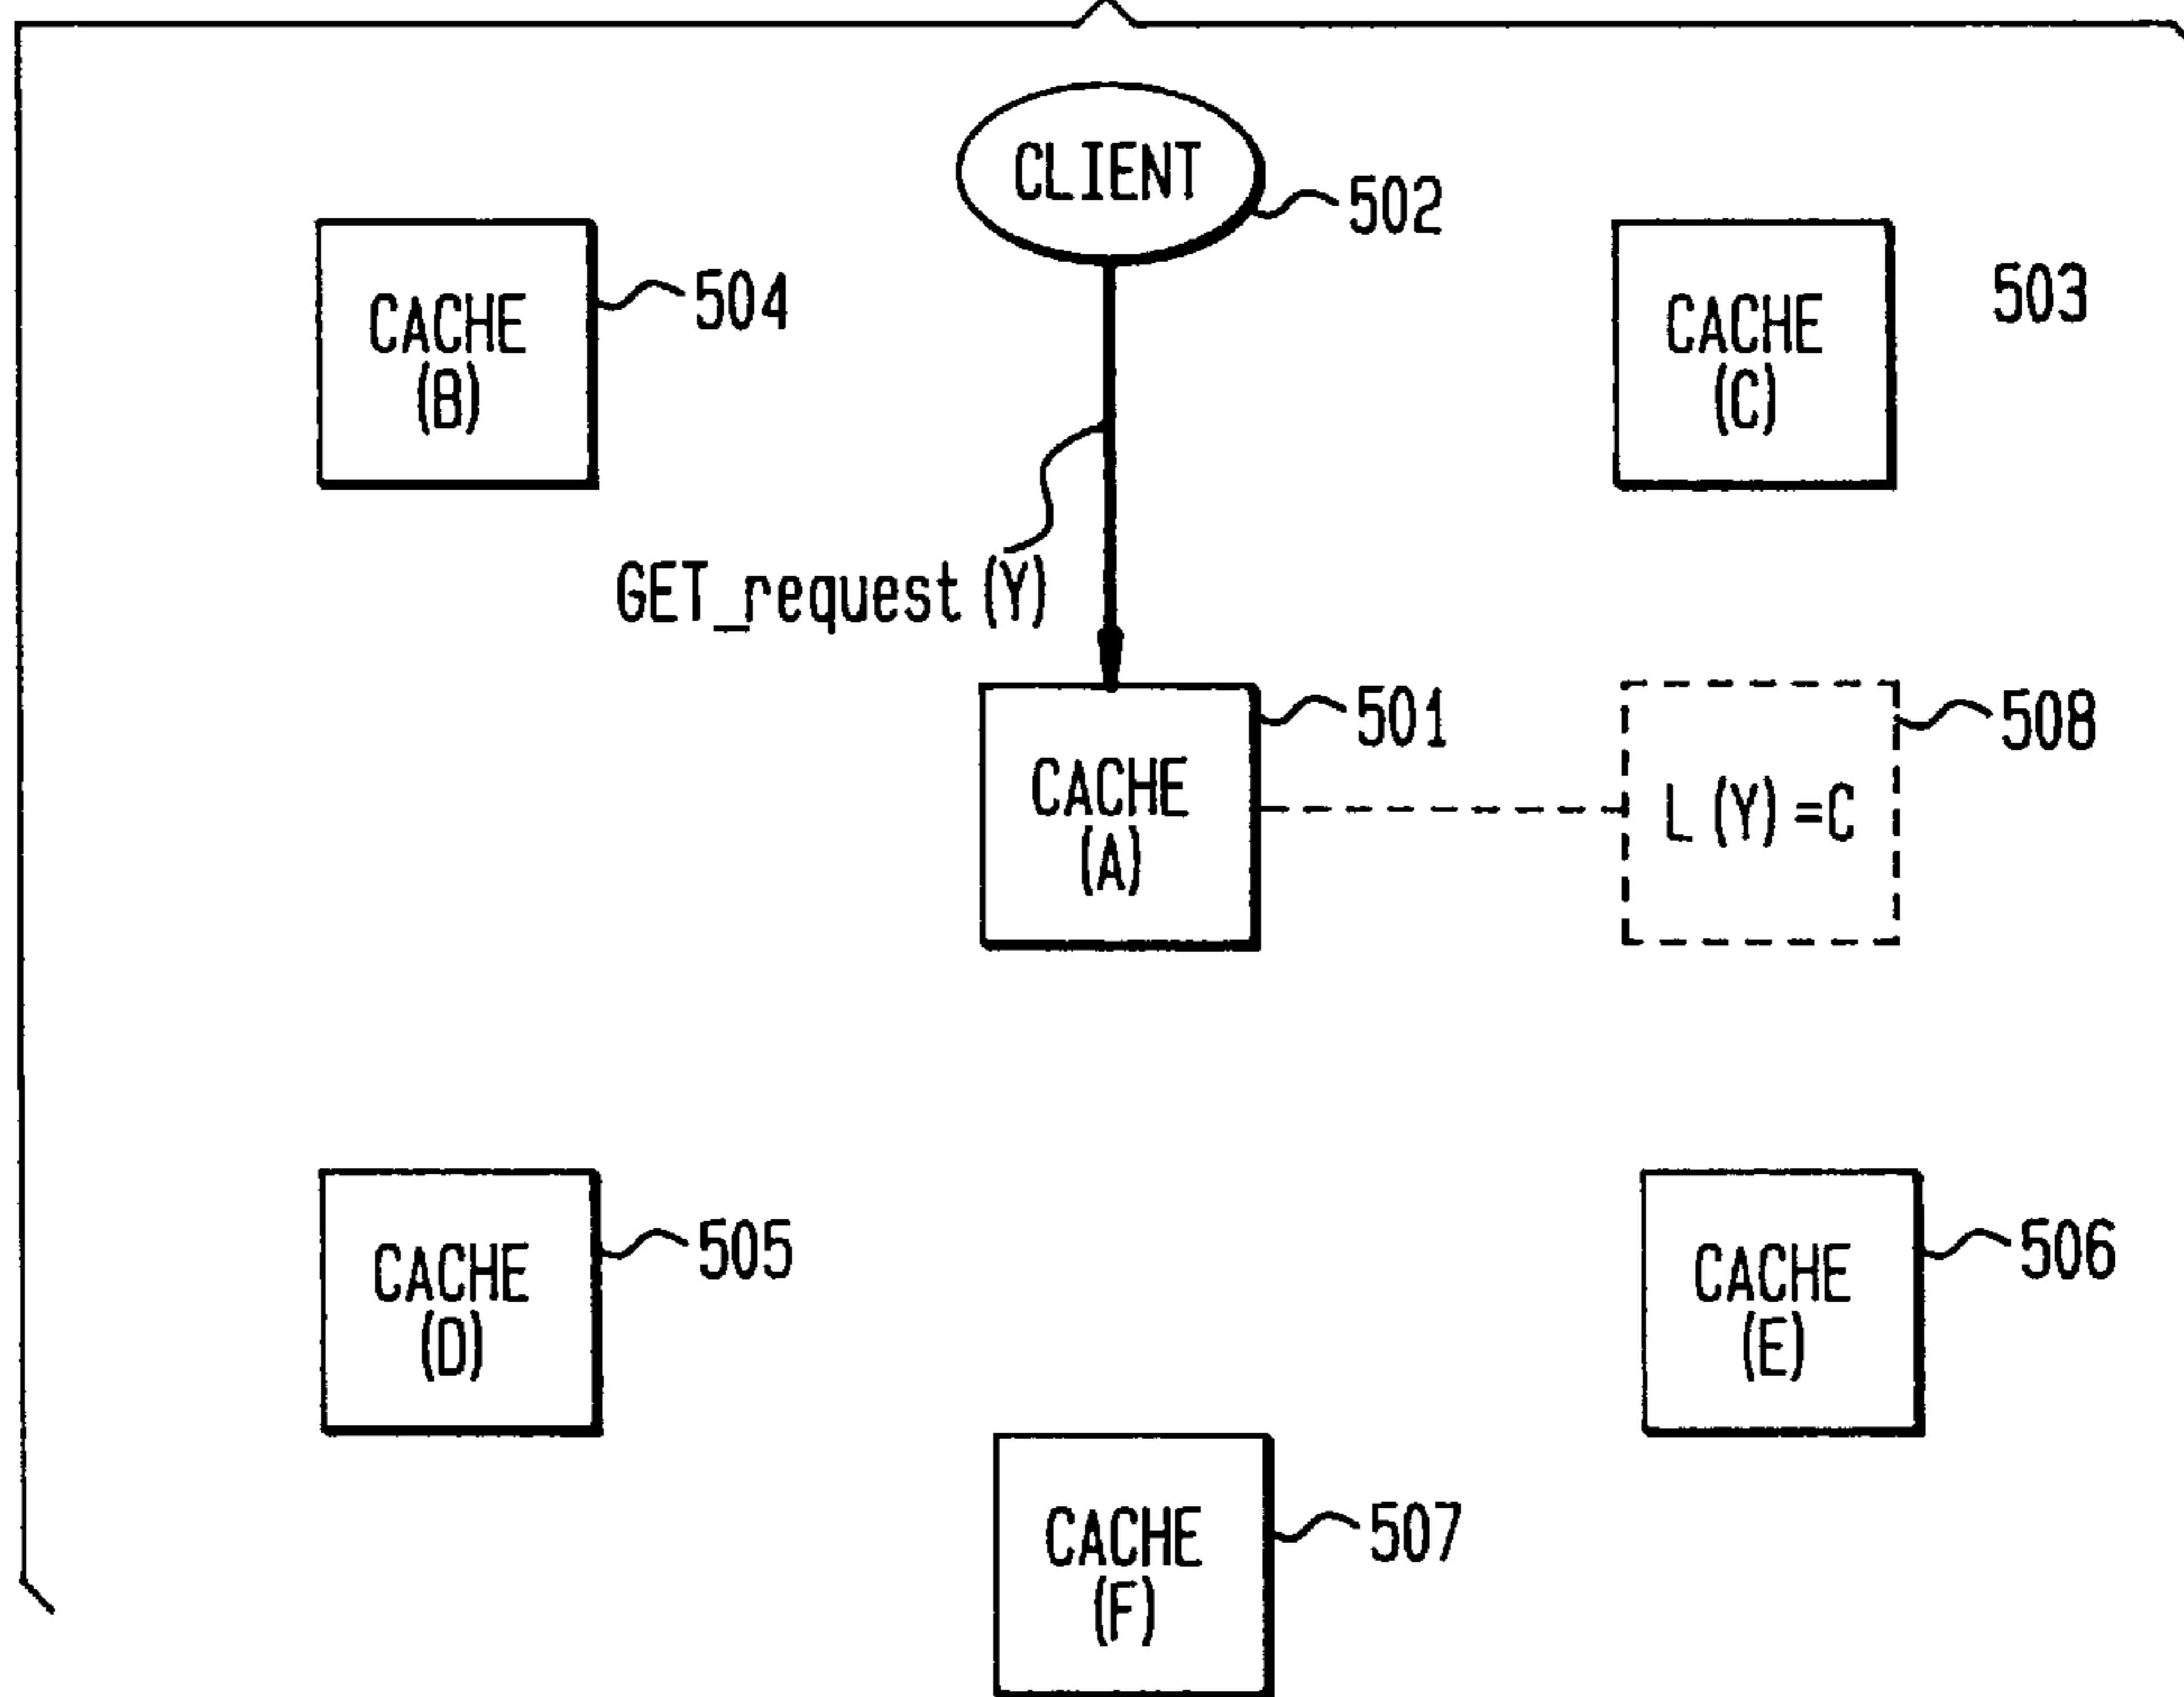 CLIENT
502
CACHE
(B)
504
CACHE
(C)
503
GET_request (Y)
CACHE
(A)
501
L (Y) =C
508
CACHE
(D)
505
CACHE
(E)
506
CACHE
(F)
507